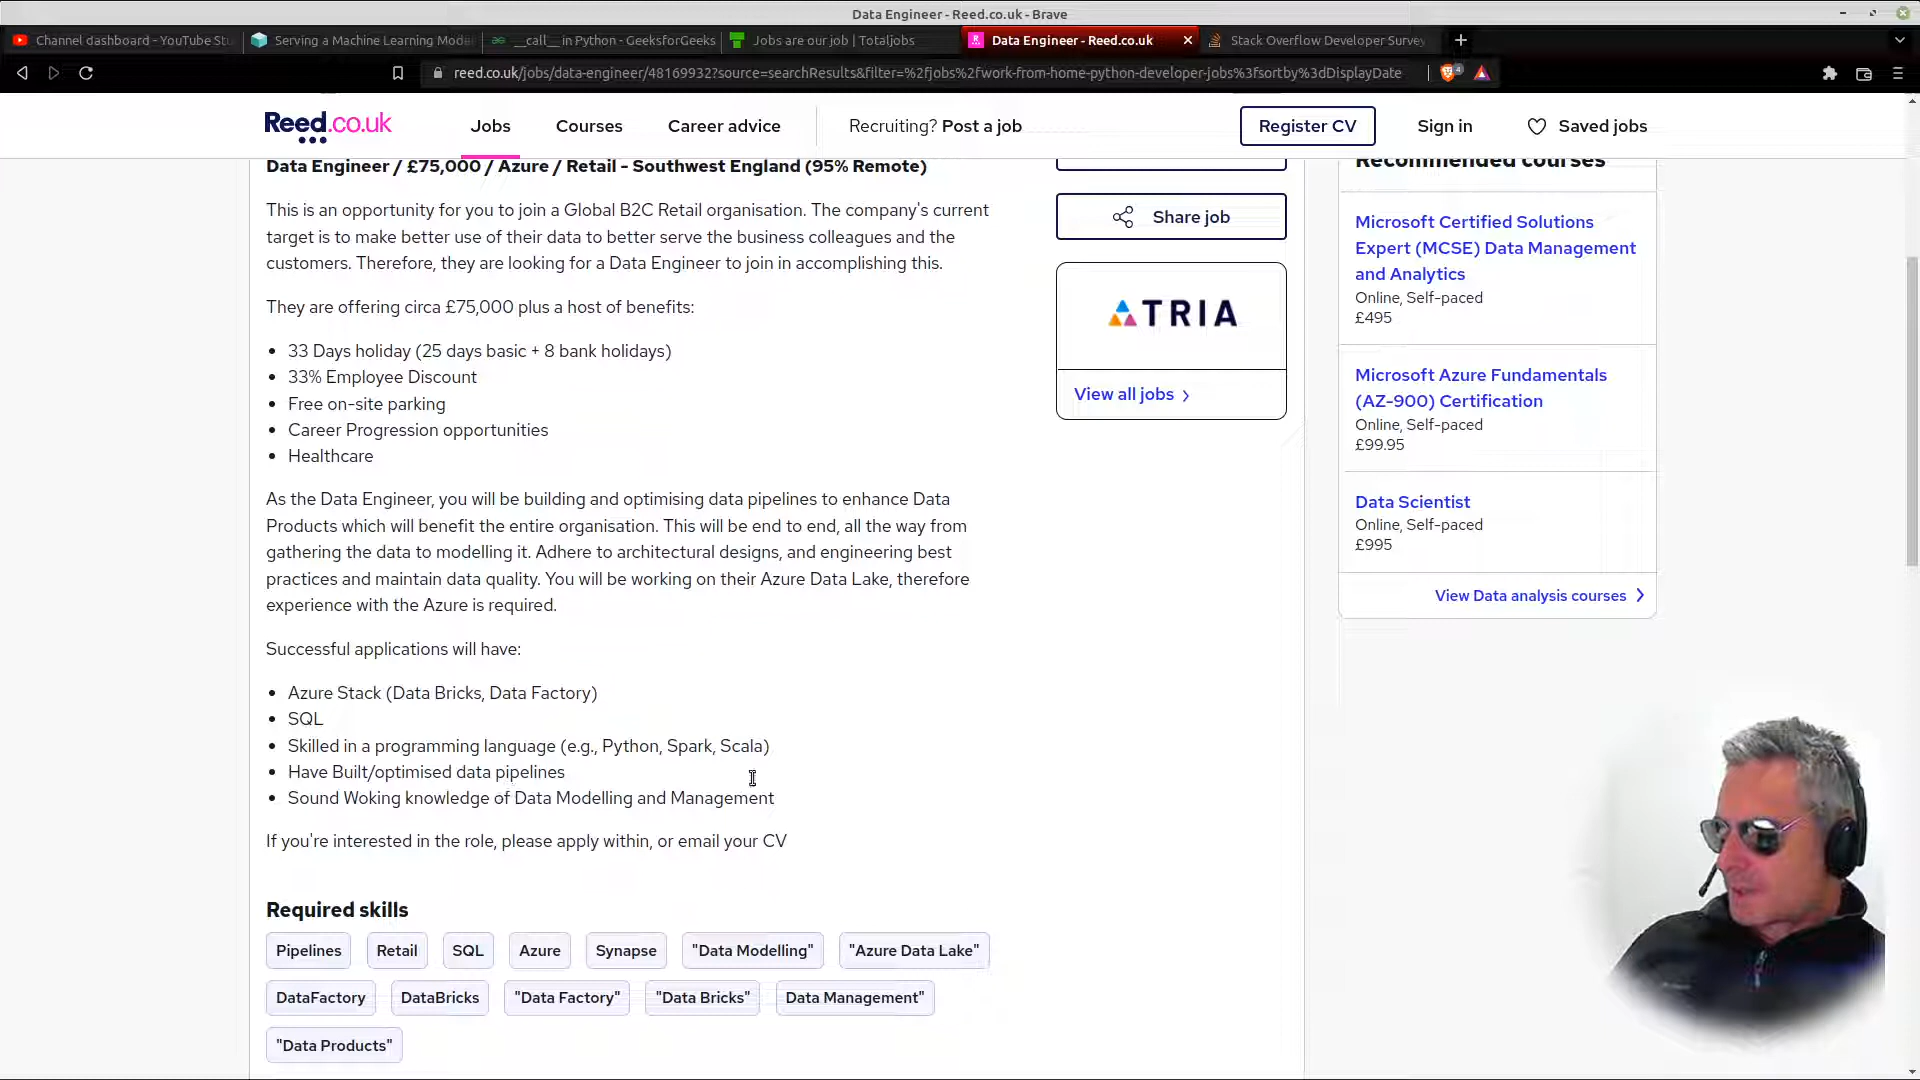 Data Engineer - Reed.co.uk - Brave
Channel dashboard - YouTube Stu
Serving a Machine Learning Mode
__call__ in Python - GeeksforGeeks
Jobs are our job | Totaljobs
Data Engineer - Reed.co.uk
Stack Overflow Developer Survey
reed.co.uk/jobs/data-engineer/48169932?source=searchResults&filter=%2fjobs%2fwork-from-home-python-developer-jobs%3fsortby%3dDisplayDate
4
Reed.co.uk
Jobs
Courses
Career advice
Recruiting? Post a job
Register CV
Sign in
Saved jobs
Data Engineer / £75,000 / Azure / Retail - Southwest England (95% Remote)
This is an opportunity for you to join a Global B2C Retail organisation. The company's current
target is to make better use of their data to better serve the business colleagues and the
customers. Therefore, they are looking for a Data Engineer to join in accomplishing this.
They are offering circa £75,000 plus a host of benefits:
33 Days holiday (25 days basic + 8 bank holidays)
33% Employee Discount
Free on-site parking
Career Progression opportunities
Healthcare
As the Data Engineer, you will be building and optimising data pipelines to enhance Data
Products which will benefit the entire organisation. This will be end to end, all the way from
gathering the data to modelling it. Adhere to architectural designs, and engineering best
practices and maintain data quality. You will be working on their Azure Data Lake, therefore
experience with the Azure is required.
Successful applications will have:
Azure Stack (Data Bricks, Data Factory)
SQL
Skilled in a programming language (e.g., Python, Spark, Scala)
Have Built/optimised data pipelines
Sound Woking knowledge of Data Modelling and Management
If you're interested in the role, please apply within, or email your CV
Required skills
Pipelines
Retail
SQL
Azure
Synapse
"Data Modelling"
"Azure Data Lake"
DataFactory
DataBricks
"Data Factory"
"Data Bricks"
Data Management"
"Data Products"
Share job
TRIA
View all jobs
Recommended courses
Microsoft Certified Solutions
Expert (MCSE) Data Management
and Analytics
Online, Self-paced
£495
Microsoft Azure Fundamentals
(AZ-900) Certification
Online, Self-paced
£99.95
Data Scientist
Online, Self-paced
£995
View Data analysis courses